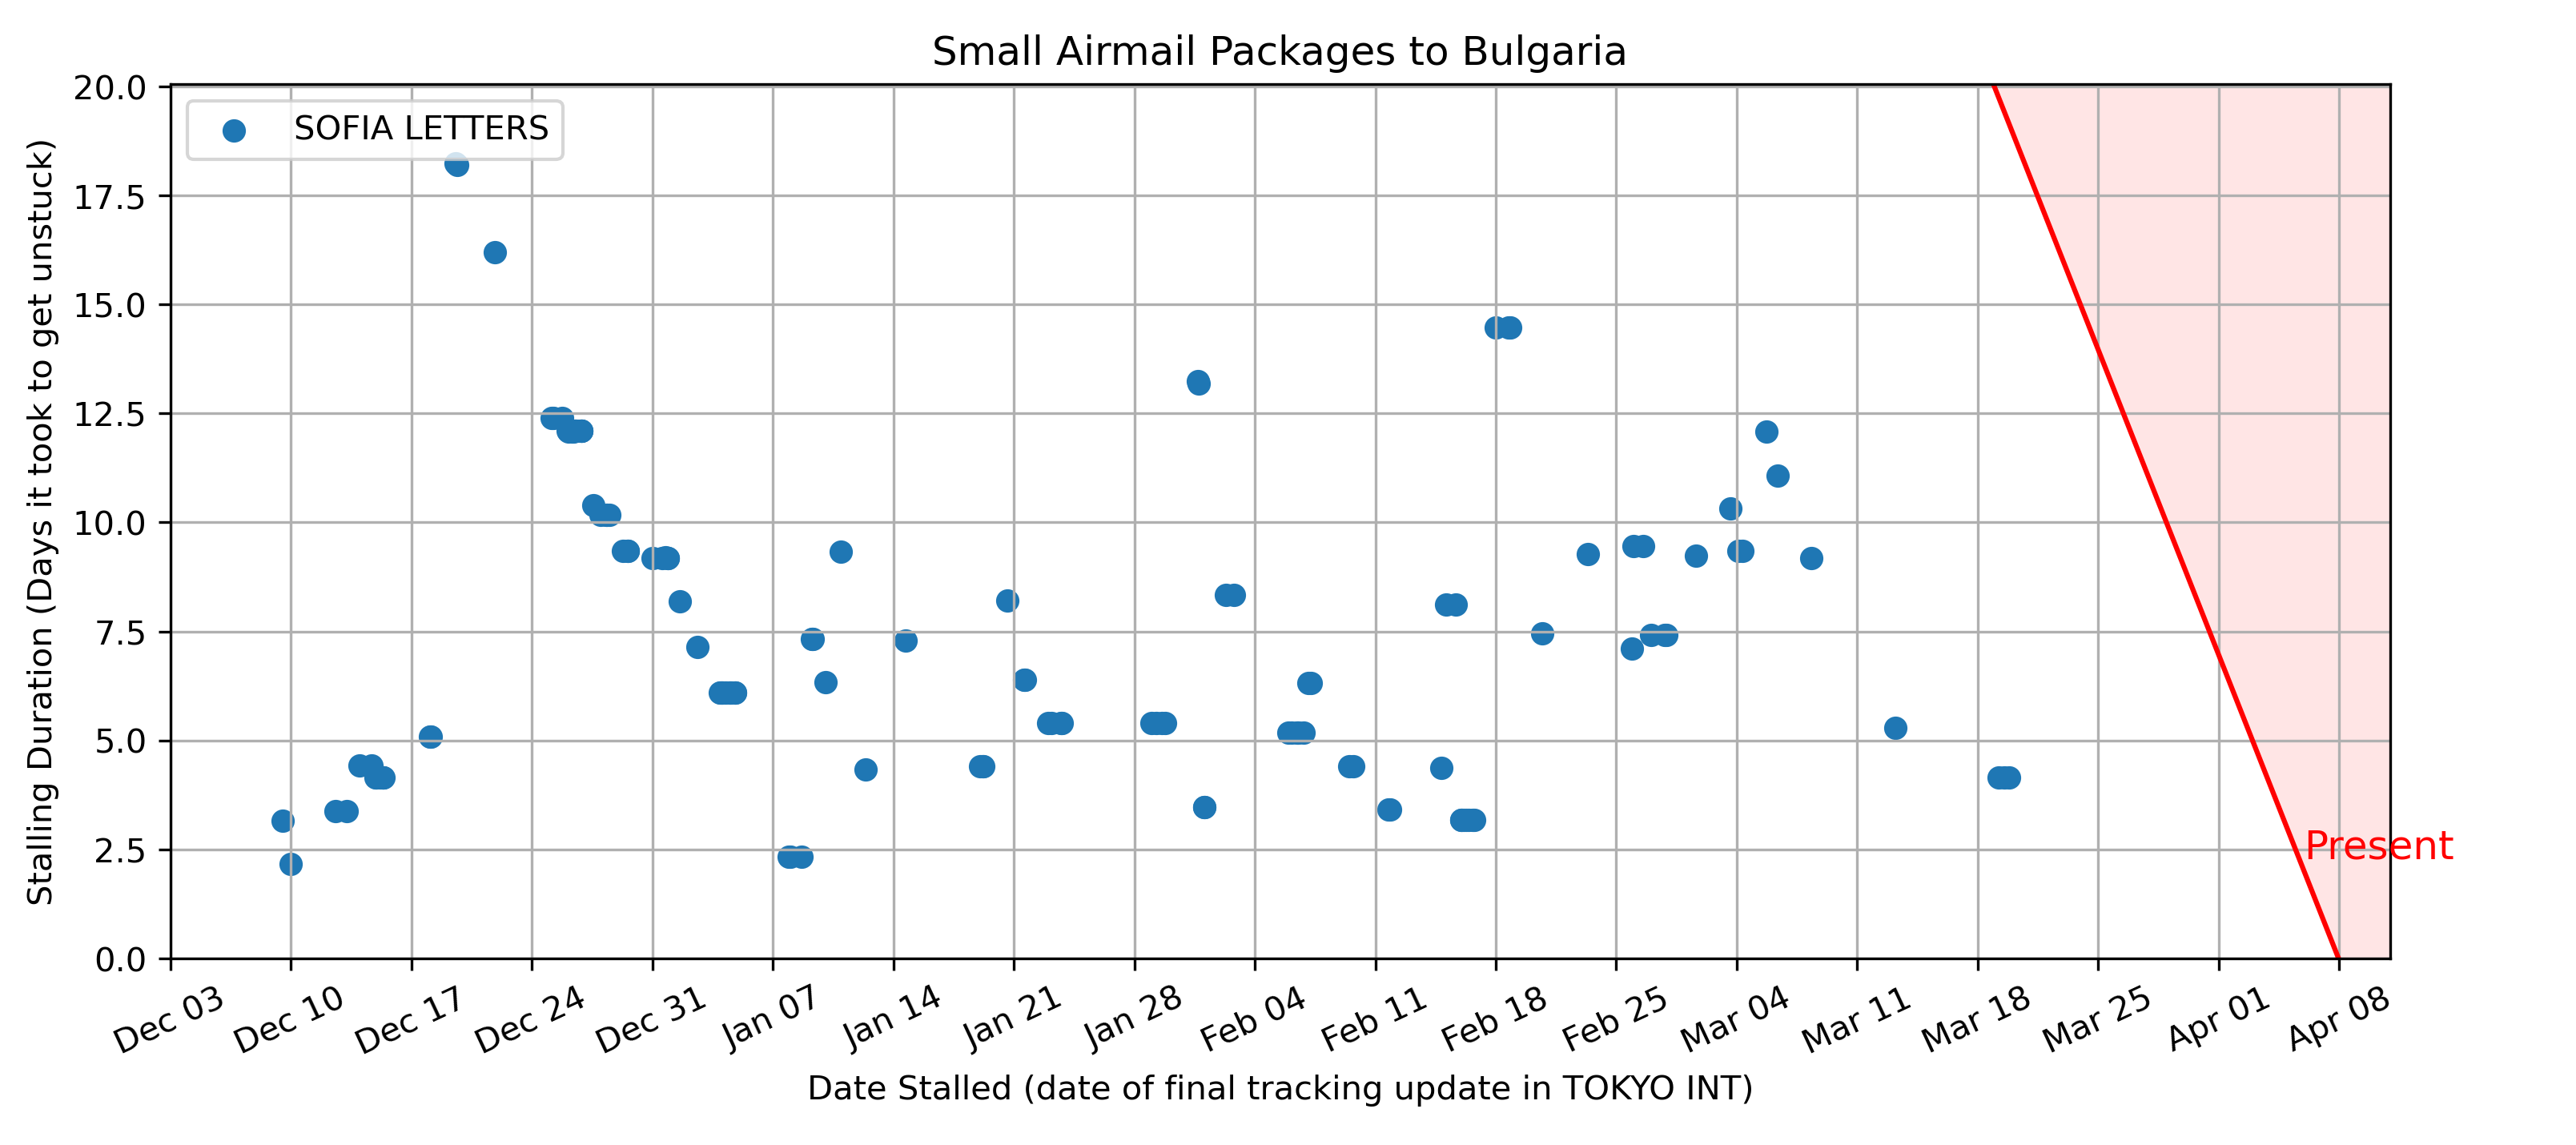 Small Airmail Packages to Bulgaria
SOFIA LETTERS
Stalling Duration (Days it took to get unstuck)
20.0
17.5
15.0
12.5
10.0
7.5
5.0
2.5
0.0
Present
Dec 03 Dec 10 Dec 17 Dec 24 Dec 31 Jan 07 Jan 14 Jan 21 Jan 28 Feb 04 Feb 11 Feb 18 Feb 25 Mar 04 Mar 11 Mar 18 Mar 25 Apr 01 Apr 08
Date Stalled (date of final tracking update in TOKYO INT)